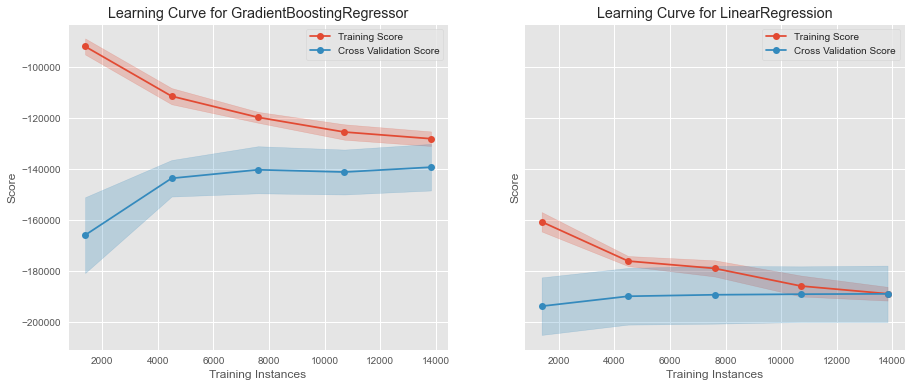 Learning Curve for GradientBoostingRegressor
Training Score
Cross Validation Score
−100000
−120000
−140000
−160000
−180000
−200000
Score
2000 4000 6000 8000 10000 12000 14000
Training Instances
Learning Curve for LinearRegression
Training Score
Cross Validation Score
Score
2000 4000 6000 8000 10000 12000 14000
Training Instances